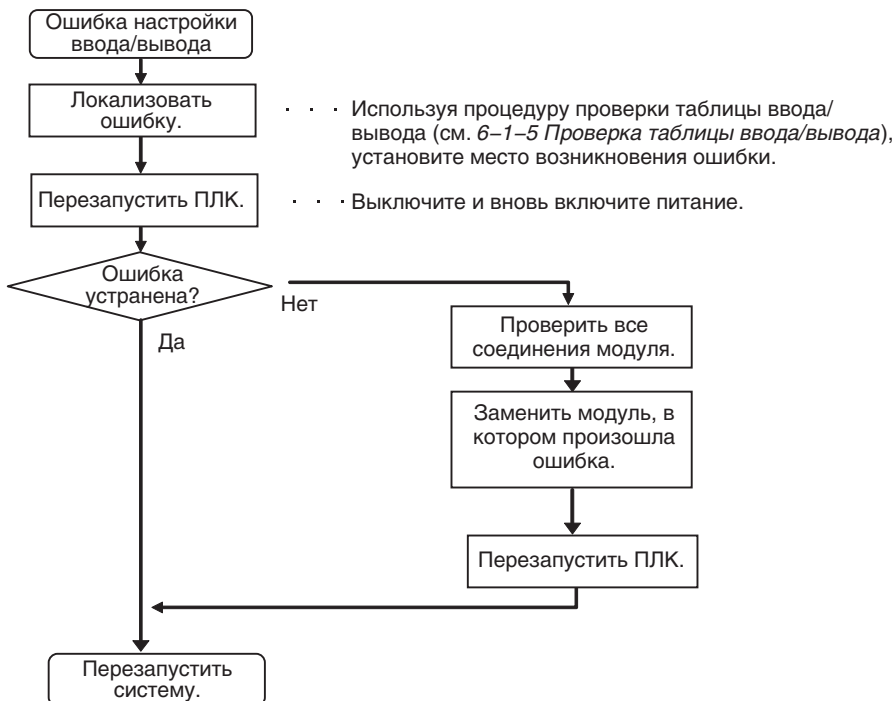 Ошибка настройки
ввода/вывода
Локализовать
ошибку.
· · · Используя процедуру проверки таблицы ввода/
вывода (см. 6–1–5 Проверка таблицы ввода/вывода),
установите место возникновения ошибки.
Перезапустить ПЛК.
· · · Выключите и вновь включите питание.
Ошибка
устранена?
Нет
Да
Проверить все
соединения модуля.
Заменить модуль, в
котором произошла
ошибка.
Перезапустить ПЛК.
Перезапустить
систему.